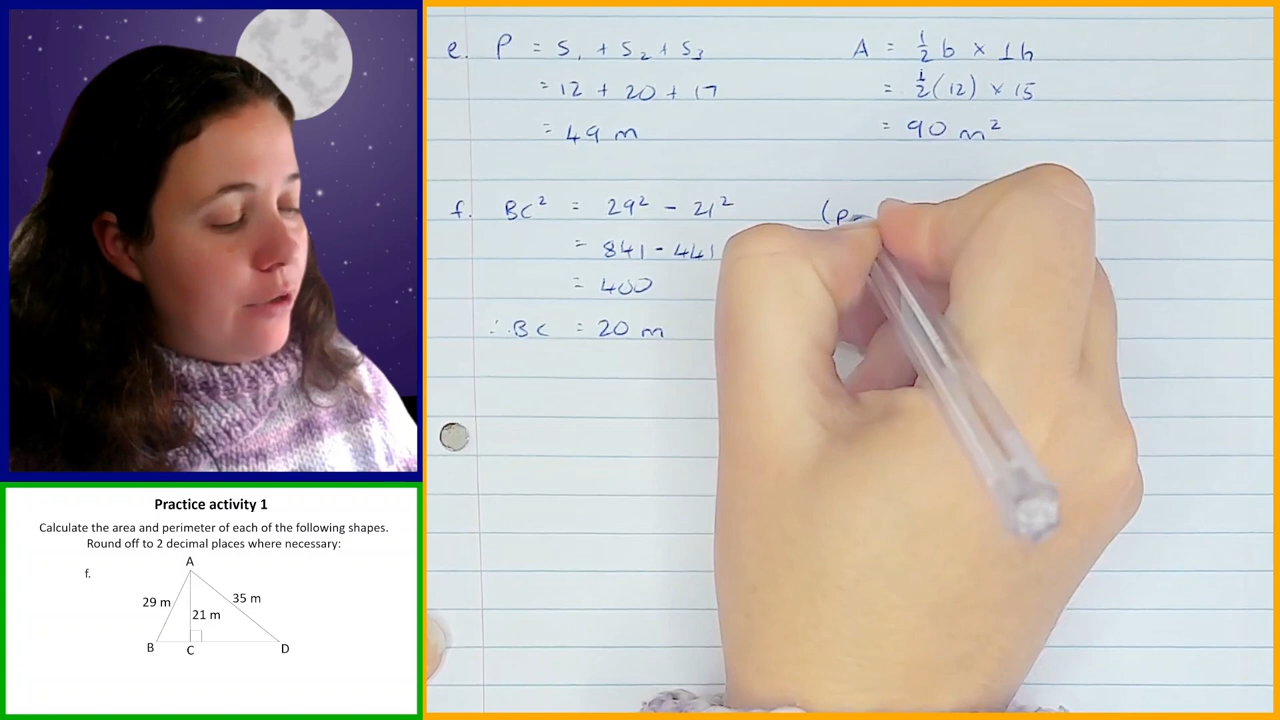 e. P = S₁ + S₂ + S₃
= 12 + 20 + 17
= 49 m
A = ½ b × ⊥h
= ½(12) × 15
= 90 m²
f. BC² = 29² - 21²
= 841 - 441
= 400
∴ BC = 20 m
Practice activity 1
Calculate the area and perimeter of each of the following shapes.
Round off to 2 decimal places where necessary:
f.
A
29 m
35 m
21 m
B
C
D